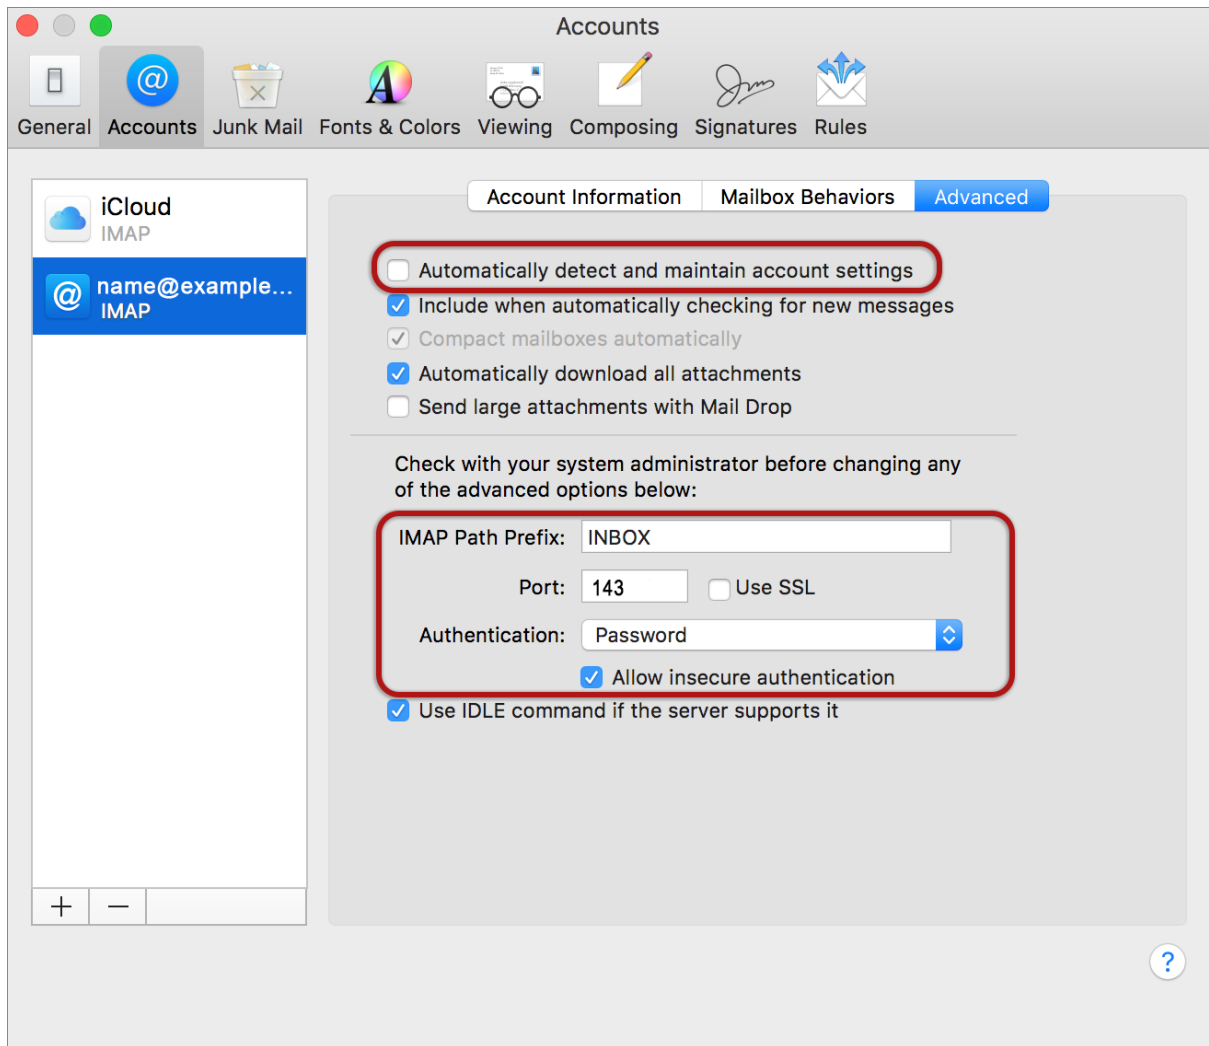 Accounts
General Accounts Junk Mail Fonts & Colors Viewing Composing Signatures Rules
iCloud
IMAP
name@example...
IMAP
Account Information Mailbox Behaviors Advanced
Automatically detect and maintain account settings
Include when automatically checking for new messages
Compact mailboxes automatically
Automatically download all attachments
Send large attachments with Mail Drop
Check with your system administrator before changing any
of the advanced options below:
IMAP Path Prefix: INBOX
Port: 143 Use SSL
Authentication: Password
Allow insecure authentication
Use IDLE command if the server supports it
?